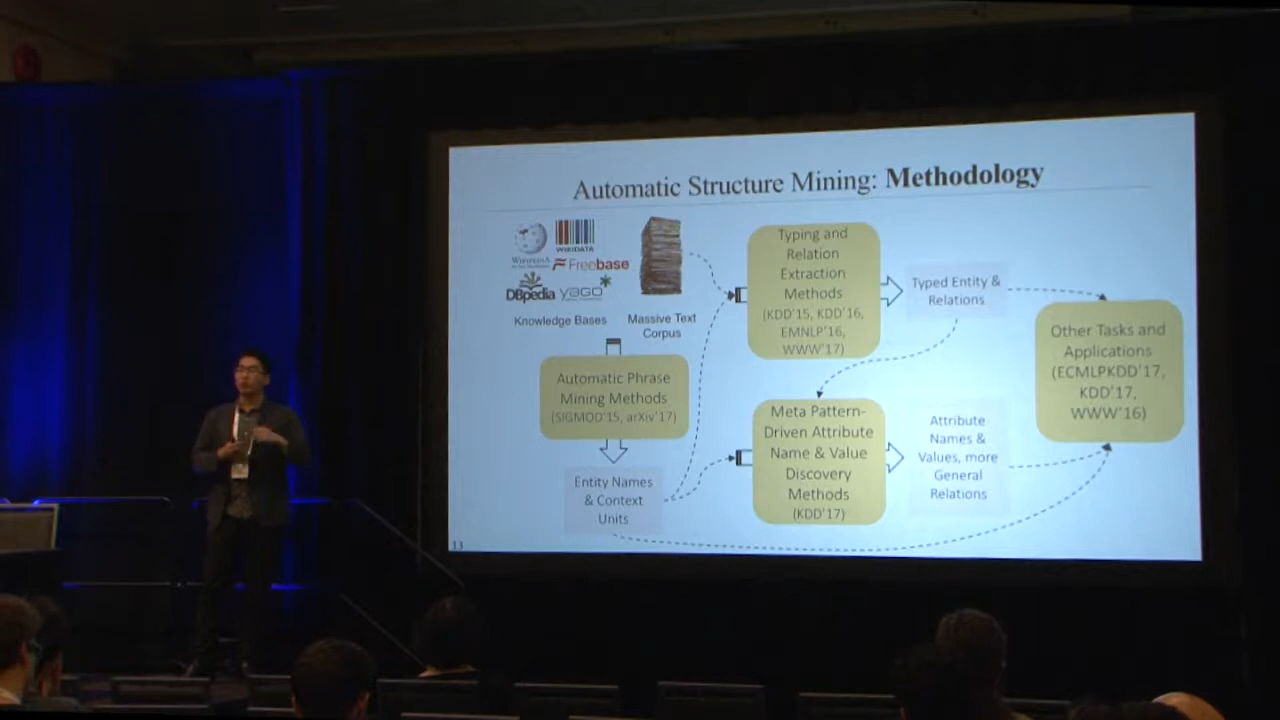 Automatic Structure Mining: Methodology
WIKIPEDIA
WIKIDATA
Freebase
DBpedia
yago
Knowledge Bases
Massive Text
Corpus
Automatic Phrase
Mining Methods
(SIGMOD'15, arXiv'17)
Entity Names
& Context
Units
Typing and
Relation
Extraction
Methods
(KDD'15, KDD'16,
EMNLP'16,
WWW'17)
Typed Entity &
Relations
Meta Pattern-
Driven Attribute
Name & Value
Discovery
Methods
(KDD'17)
Attribute
Names &
Values, more
General
Relations
Other Tasks and
Applications
(ECMLPKDD'17,
KDD'17,
WWW'16)
13